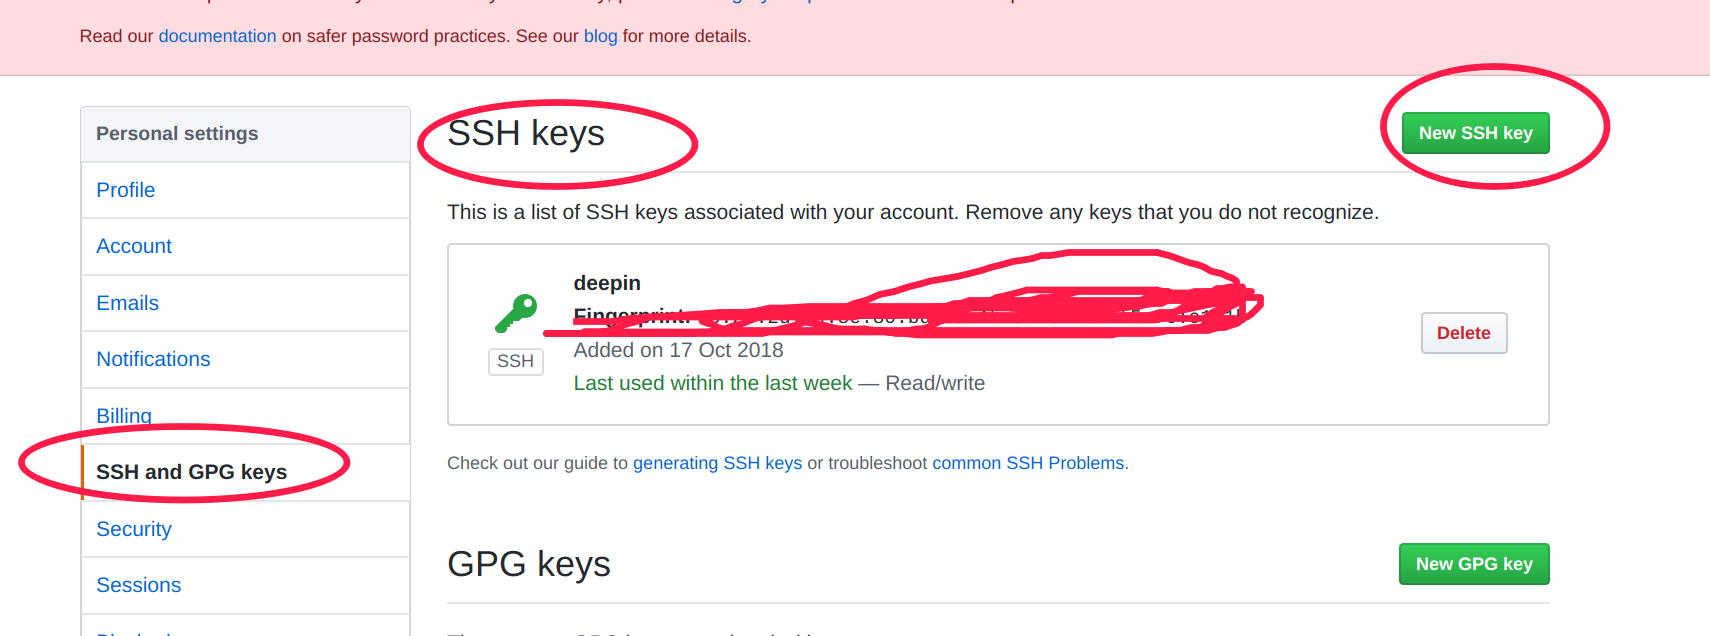 Read our documentation on safer password practices. See our blog for more details.
Personal settings
Profile
Account
Emails
Notifications
Billing
SSH and GPG keys
Security
Sessions
SSH keys
New SSH key
This is a list of SSH keys associated with your account. Remove any keys that you do not recognize.
deepin
Fingerprint:
SSH
Added on 17 Oct 2018
Last used within the last week — Read/write
Delete
Check out our guide to generating SSH keys or troubleshoot common SSH Problems.
GPG keys
New GPG key